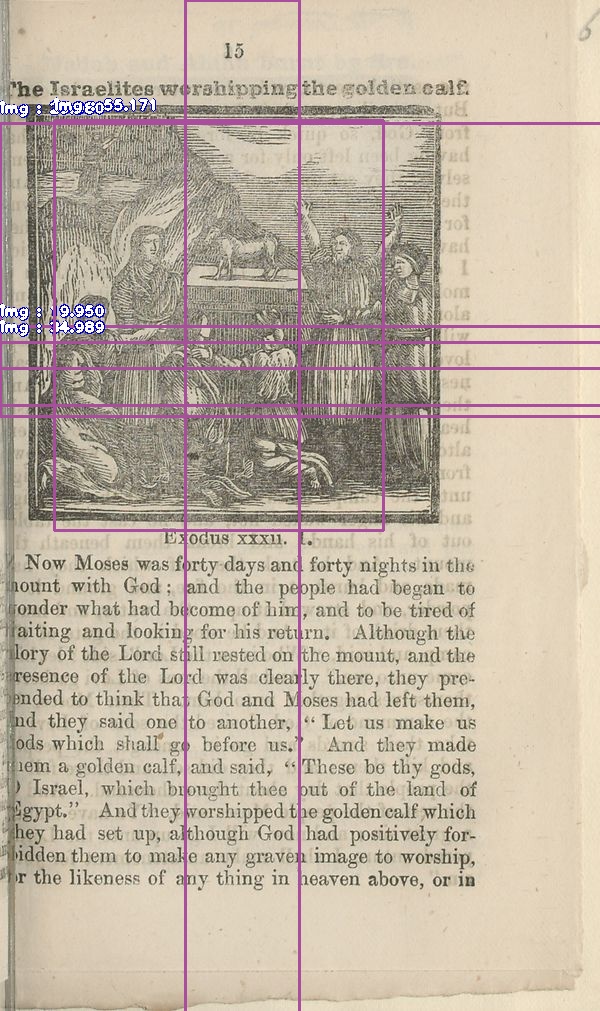 15
The Israelites worshipping the golden calf.
Img : 55.171
Img : 19.950
Img : 14.989
Exodus xxxii. 1.
Now Moses was forty days and forty nights in the
mount with God; and the people had began to
wonder what had become of him, and to be tired of
waiting and looking for his return. Although the
glory of the Lord still rested on the mount, and the
presence of the Lord was clearly there, they pre-
tended to think that God and Moses had left them,
and they said one to another, “Let us make us
gods which shall go before us.” And they made
them a golden calf, and said, “These be thy gods,
O Israel, which brought thee out of the land of
Egypt.” And they worshipped the golden calf which
they had set up, although God had positively for-
bidden them to make any graven image to worship,
or the likeness of any thing in heaven above, or in